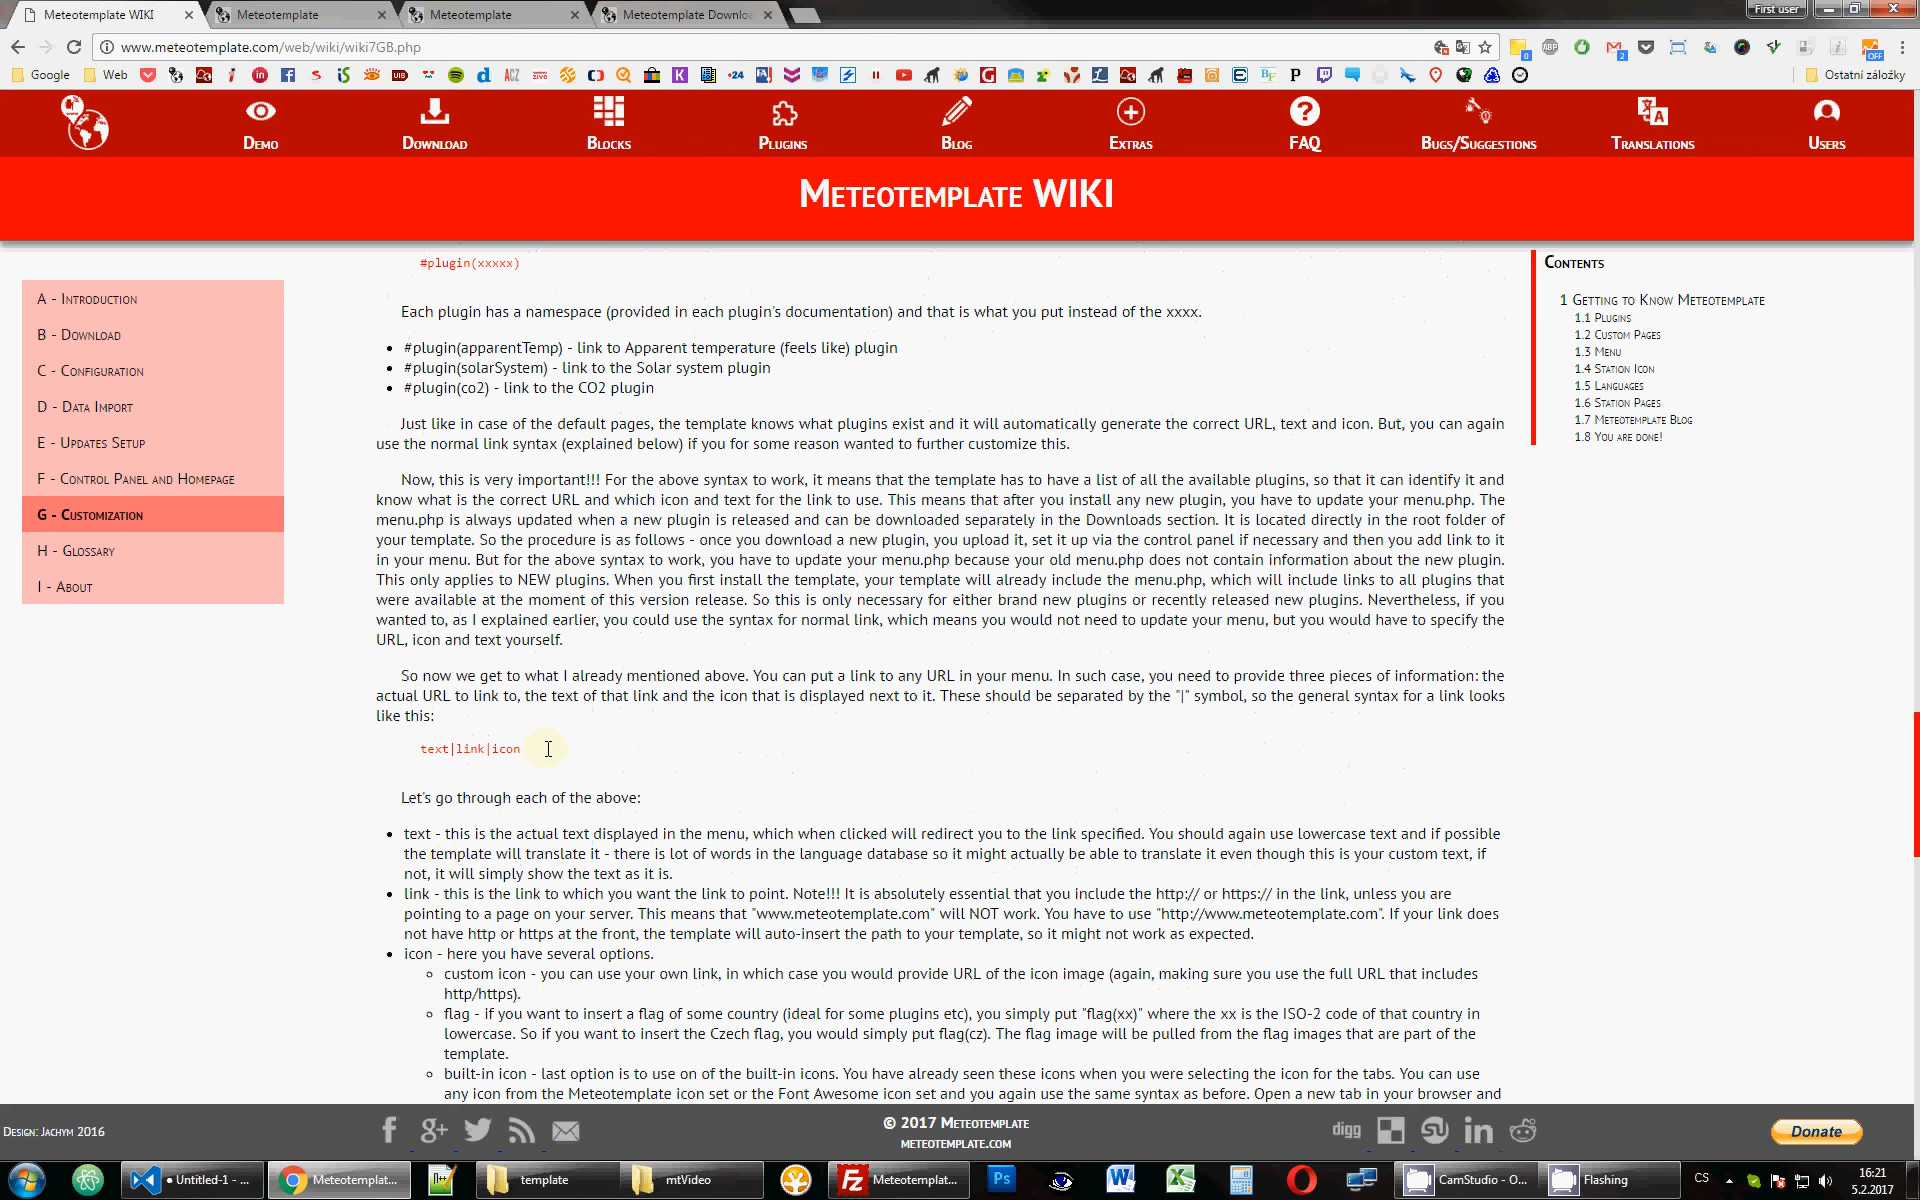 Meteotemplate WIKI
Meteotemplate
Meteotemplate
Meteotemplate Downlo
First user
www.meteotemplate.com/web/wiki/wiki7GB.php
Google
Web
Ostatní záložky
Demo
Download
Blocks
Plugins
Blog
Extras
FAQ
Bugs/Suggestions
Translations
Users
Meteotemplate WIKI
A - Introduction
B - Download
C - Configuration
D - Data Import
E - Updates Setup
F - Control Panel and Homepage
G - Customization
H - Glossary
I - About
#plugin(xxxxx)
Each plugin has a namespace (provided in each plugin's documentation) and that is what you put instead of the xxxx.
• #plugin(apparentTemp) - link to Apparent temperature (feels like) plugin
• #plugin(solarSystem) - link to the Solar system plugin
• #plugin(co2) - link to the CO2 plugin
Just like in case of the default pages, the template knows what plugins exist and it will automatically generate the correct URL, text and icon. But, you can again
use the normal link syntax (explained below) if you for some reason wanted to further customize this.
Now, this is very important!!! For the above syntax to work, it means that the template has to have a list of all the available plugins, so that it can identify it and
know what is the correct URL and which icon and text for the link to use. This means that after you install any new plugin, you have to update your menu.php. The
menu.php is always updated when a new plugin is released and can be downloaded separately in the Downloads section. It is located directly in the root folder of
your template. So the procedure is as follows - once you download a new plugin, you upload it, set it up via the control panel if necessary and then you add link to it
in your menu. But for the above syntax to work, you have to update your menu.php because your old menu.php does not contain information about the new plugin.
This only applies to NEW plugins. When you first install the template, your template will already include the menu.php, which will include links to all plugins that
were available at the moment of this version release. So this is only necessary for either brand new plugins or recently released new plugins. Nevertheless, if you
wanted to, as I explained earlier, you could use the syntax for normal link, which means you would not need to update your menu, but you would have to specify the
URL, icon and text yourself.
So now we get to what I already mentioned above. You can put a link to any URL in your menu. In such case, you need to provide three pieces of information: the
actual URL to link to, the text of that link and the icon that is displayed next to it. These should be separated by the "|" symbol, so the general syntax for a link looks
like this:
text|link|icon
Let's go through each of the above:
• text - this is the actual text displayed in the menu, which when clicked will redirect you to the link specified. You should again use lowercase text and if possible
the template will translate it - there is lot of words in the language database so it might actually be able to translate it even though this is your custom text, if
not, it will simply show the text as it is.
• link - this is the link to which you want the link to point. Note!!! It is absolutely essential that you include the http:// or https:// in the link, unless you are
pointing to a page on your server. This means that "www.meteotemplate.com" will NOT work. You have to use "http://www.meteotemplate.com". If your link does
not have http or https at the front, the template will auto-insert the path to your template, so it might not work as expected.
• icon - here you have several options.
◦ custom icon - you can use your own link, in which case you would provide URL of the icon image (again, making sure you use the full URL that includes
http/https).
◦ flag - if you want to insert a flag of some country (ideal for some plugins etc), you simply put "flag(xx)" where the xx is the ISO-2 code of that country in
lowercase. So if you want to insert the Czech flag, you would simply put flag(cz). The flag image will be pulled from the flag images that are part of the
template.
◦ built-in icon - last option is to use on of the built-in icons. You have already seen these icons when you were selecting the icon for the tabs. You can use
any icon from the Meteotemplate icon set or the Font Awesome icon set and you again use the same syntax as before. Open a new tab in your browser and
Contents
1 Getting to Know Meteotemplate
1.1 Plugins
1.2 Custom Pages
1.3 Menu
1.4 Station Icon
1.5 Languages
1.6 Station Pages
1.7 Meteotemplate Blog
1.8 You are done!
Design: Jachym 2016
© 2017 Meteotemplate
meteotemplate.com
digg
Donate
• Untitled-1 - ...
Meteotemplat...
template
mtVideo
Meteotemplat...
CamStudio - O...
Flashing
CS
16:21
5.2.2017